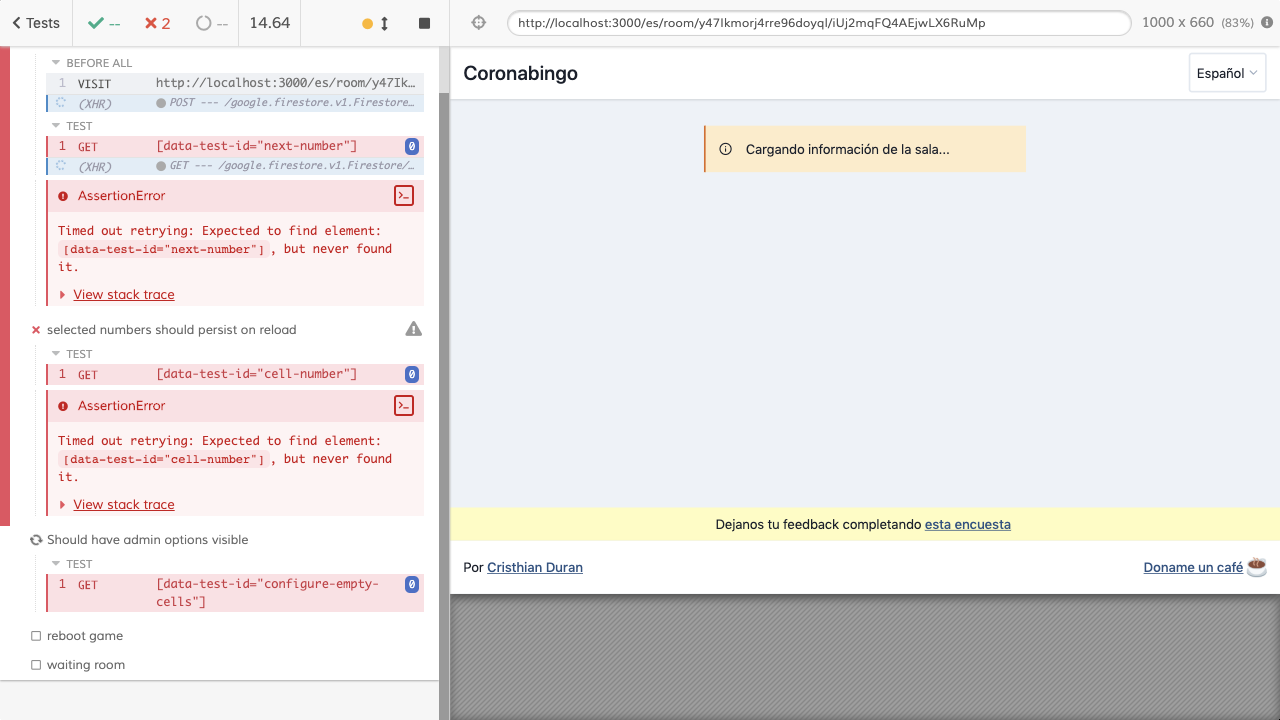 Tests
--
2
--
14.64
http://localhost:3000/es/room/y47Ikmorj4rre96doyql/iUj2mqFQ4AEjwLX6RuMp
1000 x 660 (83%)
BEFORE ALL
1 VISIT http://localhost:3000/es/room/y47Ik…
(XHR) POST --- /google.firestore.v1.Firestore…
TEST
1 GET [data-test-id="next-number"] 0
(XHR) GET --- /google.firestore.v1.Firestore/…
AssertionError
Timed out retrying: Expected to find element:
[data-test-id="next-number"], but never found
it.
View stack trace
selected numbers should persist on reload
TEST
1 GET [data-test-id="cell-number"] 0
AssertionError
Timed out retrying: Expected to find element:
[data-test-id="cell-number"], but never found
it.
View stack trace
Should have admin options visible
TEST
1 GET [data-test-id="configure-empty-
cells"] 0
reboot game
waiting room
Coronabingo
Español
Cargando información de la sala...
Dejanos tu feedback completando esta encuesta
Por Cristhian Duran
Doname un café